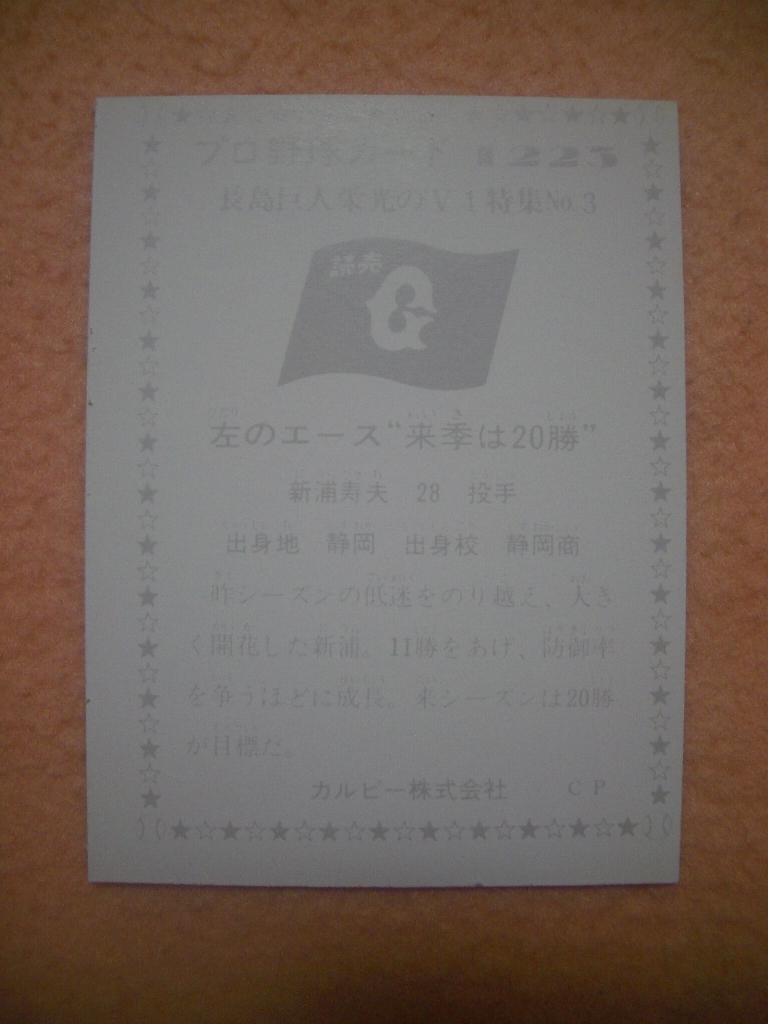 プロ野球カード 225
長島巨人栄光のV1特集No.3
読売
G
左のエース“来季は20勝”
新浦寿夫 28 投手
出身地 静岡 出身校 静岡商
昨シーズンの低迷をのり越え、大き
く開花した新浦。11勝をあげ、防御率
を争うほどに成長。来シーズンは20勝
が目標だ。
カルビー株式会社 CP